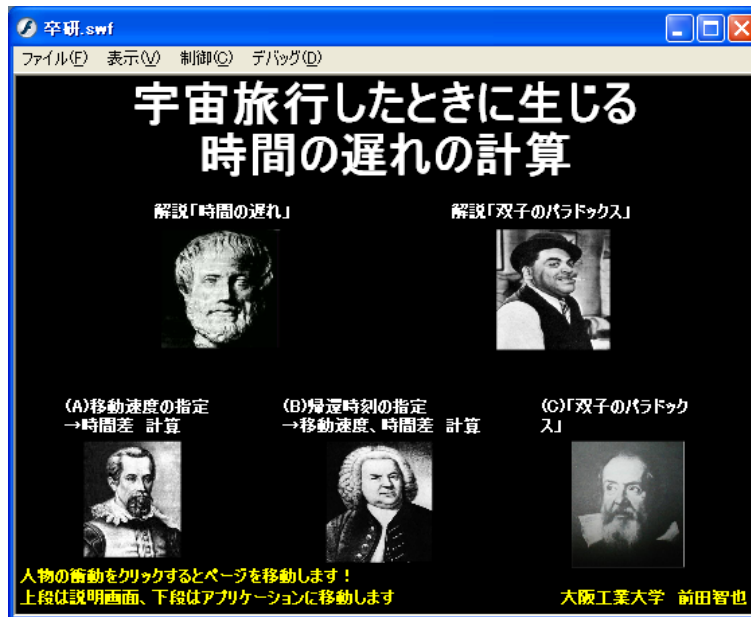 卒研.swf
ファイル(F) 表示(V) 制御(C) デバッグ(D)
宇宙旅行したときに生じる
時間の遅れの計算
解説「時間の遅れ」 解説「双子のパラドックス」
(A)移動速度の指定
→時間差 計算
(B)帰還時刻の指定
→移動速度、時間差 計算
(C)「双子のパラドック
ス」
人物の衝動をクリックするとページを移動します！
上段は説明画面、下段はアプリケーションに移動します
大阪工業大学 前田智也